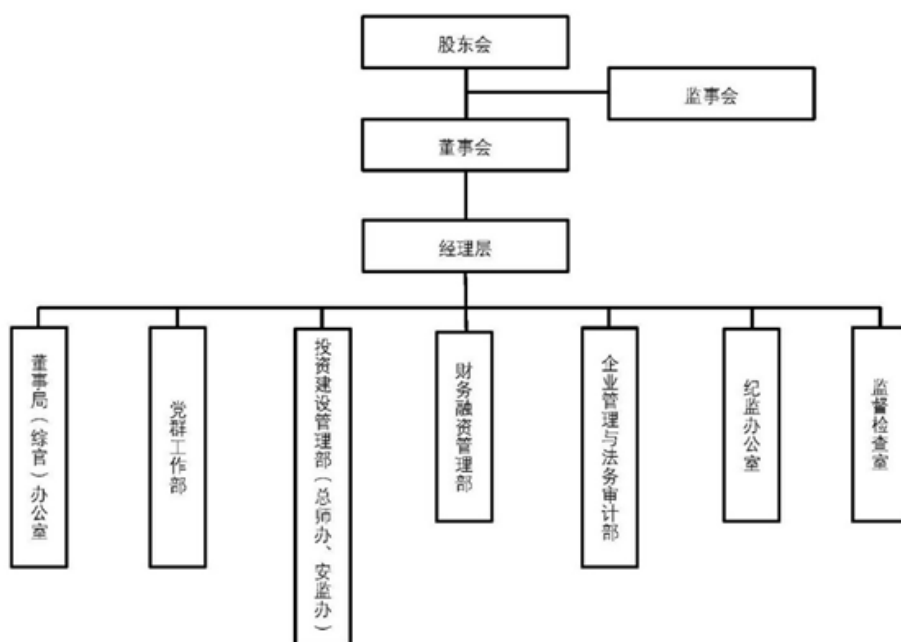 股东会
监事会
董事会
经理层
董事局（综官）办公室
党群工作部
投资建设管理部（总师办、安监办）
财务融资管理部
企业管理与法务审计部
纪监办公室
监督检查室